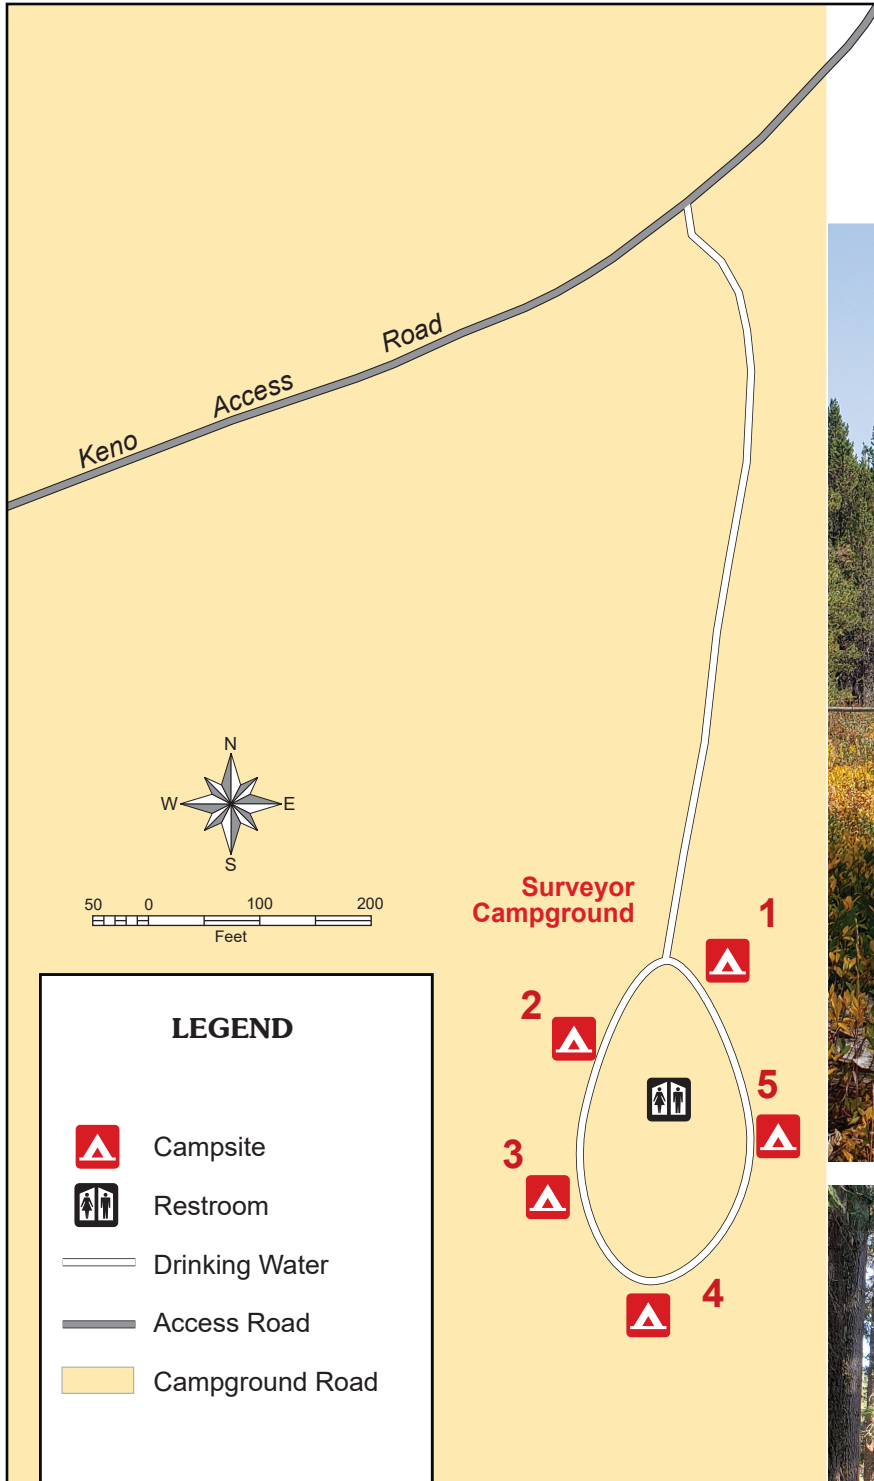 Keno Access Road
N
W E
S
50 0 100 200
Feet
Surveyor
Campground
1
2
5
3
4
LEGEND
Campsite
Restroom
Drinking Water
Access Road
Campground Road